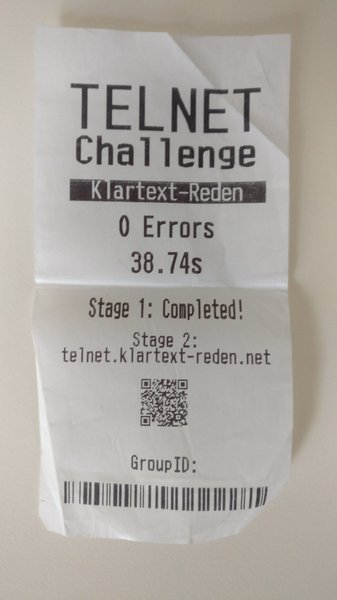 TELNET
Challenge
Klartext-Reden
0 Errors
38.74s
Stage 1: Completed!
Stage 2:
telnet.klartext-reden.net
GroupID: